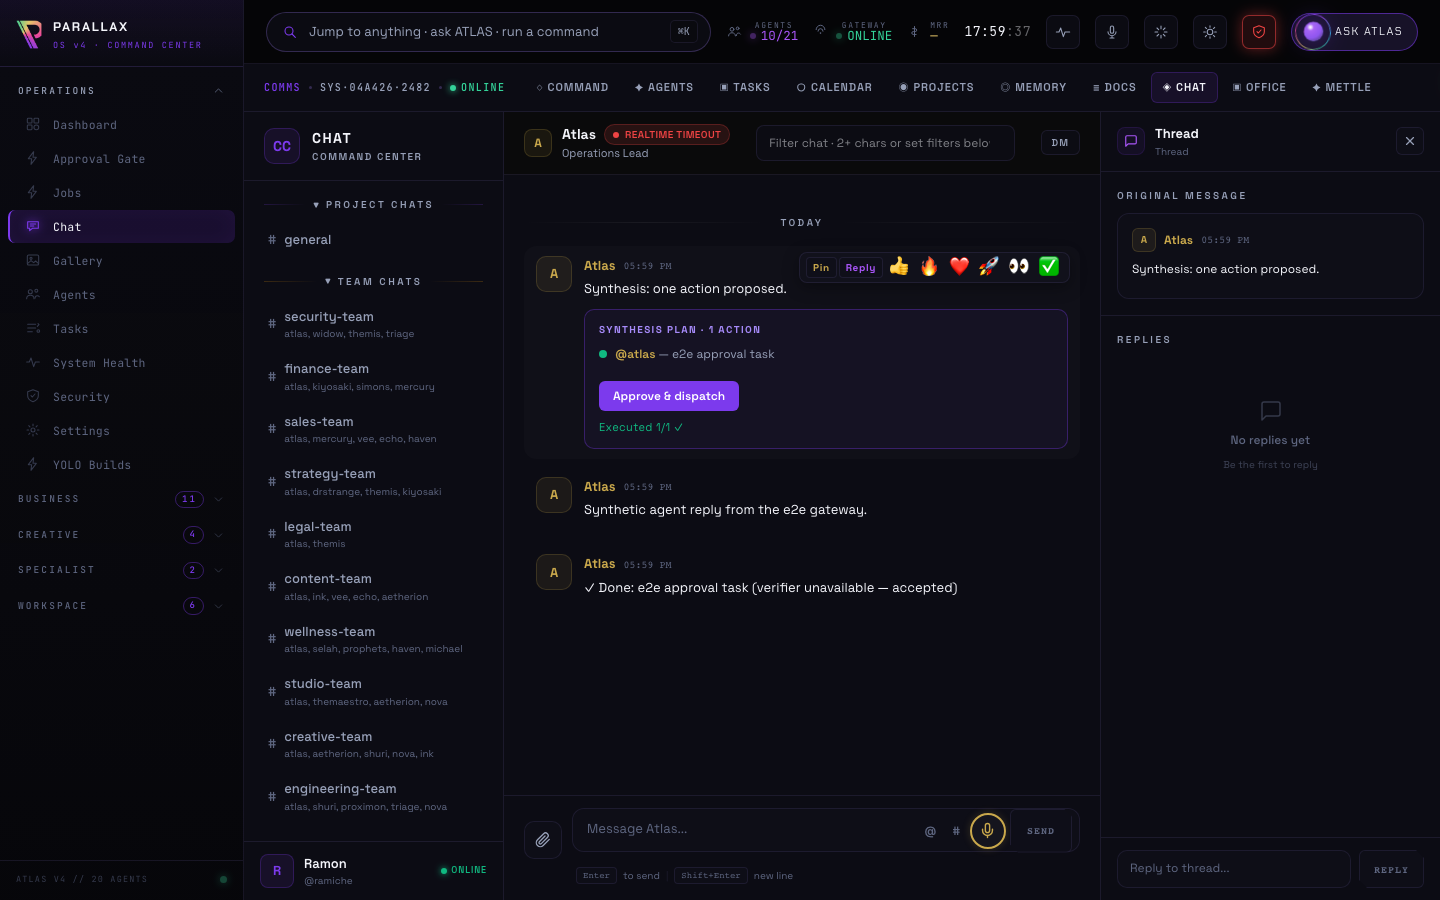 PARALLAX
OS v4 · COMMAND CENTER
OPERATIONS
Dashboard
Approval Gate
Jobs
Chat
Gallery
Agents
Tasks
System Health
Security
Settings
YOLO Builds
BUSINESS 11
CREATIVE 4
SPECIALIST 2
WORKSPACE 6
ATLAS V4 // 20 AGENTS
Jump to anything · ask ATLAS · run a command ⌘K
AGENTS
10/21
GATEWAY
ONLINE
MRR
—
17:59:37
ASK ATLAS
COMMS · SYS·04A426·2482 · ONLINE
COMMAND AGENTS TASKS CALENDAR PROJECTS MEMORY DOCS CHAT OFFICE METTLE
CC
CHAT
COMMAND CENTER
▼ PROJECT CHATS
# general
▼ TEAM CHATS
# security-team
atlas, widow, themis, triage
# finance-team
atlas, kiyosaki, simons, mercury
# sales-team
atlas, mercury, vee, echo, haven
# strategy-team
atlas, drstrange, themis, kiyosaki
# legal-team
atlas, themis
# content-team
atlas, ink, vee, echo, aetherion
# wellness-team
atlas, selah, prophets, haven, michael
# studio-team
atlas, themaestro, aetherion, nova
# creative-team
atlas, aetherion, shuri, nova, ink
# engineering-team
atlas, shuri, proximon, triage, nova
R
Ramon
@ramiche
ONLINE
A
Atlas REALTIME TIMEOUT
Operations Lead
Filter chat · 2+ chars or set filters belo
DM
TODAY
A
Atlas 05:59 PM
Pin Reply 👍 🔥 ❤️ 🚀 👀 ✅
Synthesis: one action proposed.
SYNTHESIS PLAN · 1 ACTION
@atlas — e2e approval task
Approve & dispatch
Executed 1/1 ✓
A
Atlas 05:59 PM
Synthetic agent reply from the e2e gateway.
A
Atlas 05:59 PM
✓ Done: e2e approval task (verifier unavailable — accepted)
Message Atlas...
@ # SEND
Enter to send Shift+Enter new line
Thread
Thread
✕
ORIGINAL MESSAGE
A
Atlas 05:59 PM
Synthesis: one action proposed.
REPLIES
No replies yet
Be the first to reply
Reply to thread...
REPLY